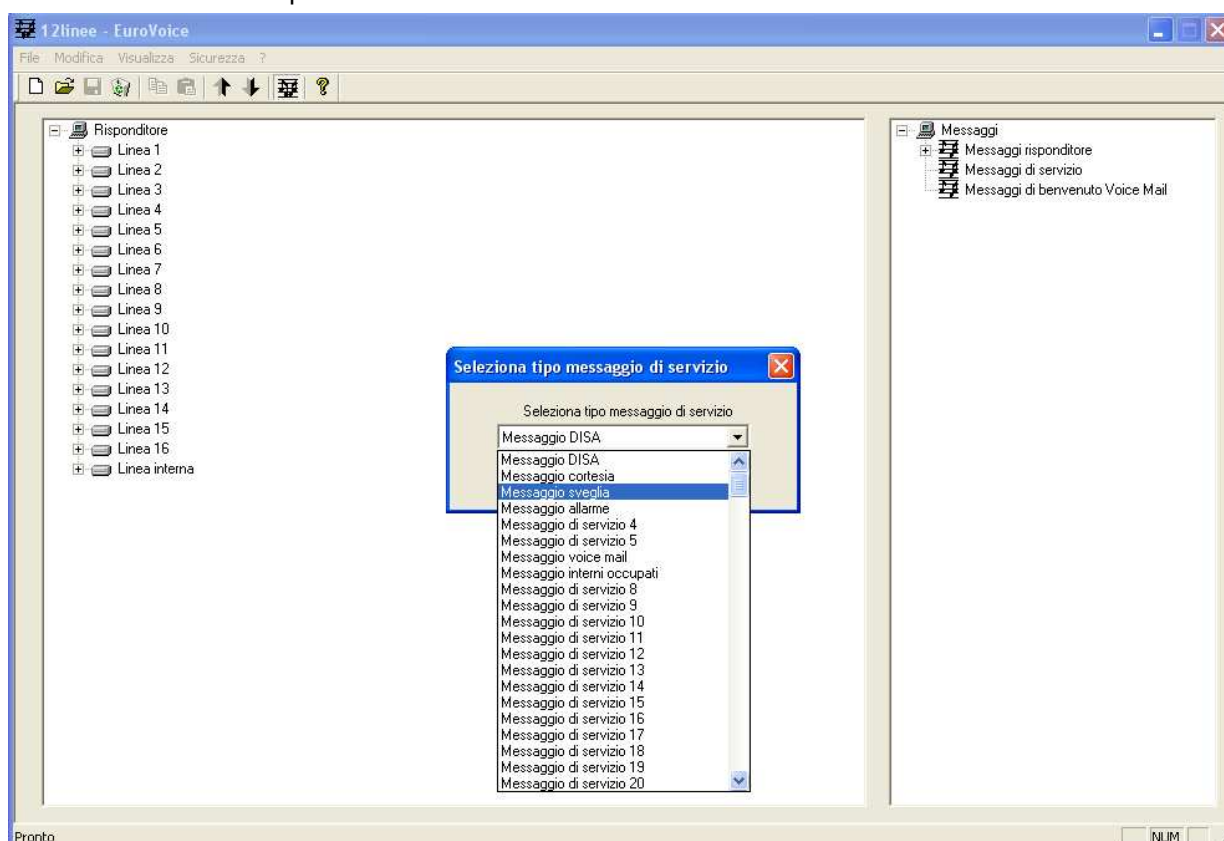 12linee - EuroVoice
File Modifica Visualizza Sicurezza ?
Risponditore
Linea 1
Linea 2
Linea 3
Linea 4
Linea 5
Linea 6
Linea 7
Linea 8
Linea 9
Linea 10
Linea 11
Linea 12
Linea 13
Linea 14
Linea 15
Linea 16
Linea interna
Seleziona tipo messaggio di servizio
Seleziona tipo messaggio di servizio
Messaggio DISA
Messaggio DISA
Messaggio cortesia
Messaggio sveglia
Messaggio allarme
Messaggio di servizio 4
Messaggio di servizio 5
Messaggio voice mail
Messaggio interni occupati
Messaggio di servizio 8
Messaggio di servizio 9
Messaggio di servizio 10
Messaggio di servizio 11
Messaggio di servizio 12
Messaggio di servizio 13
Messaggio di servizio 14
Messaggio di servizio 15
Messaggio di servizio 16
Messaggio di servizio 17
Messaggio di servizio 18
Messaggio di servizio 19
Messaggio di servizio 20
Messaggi
Messaggi risponditore
Messaggi di servizio
Messaggi di benvenuto Voice Mail
Pronto
NUM